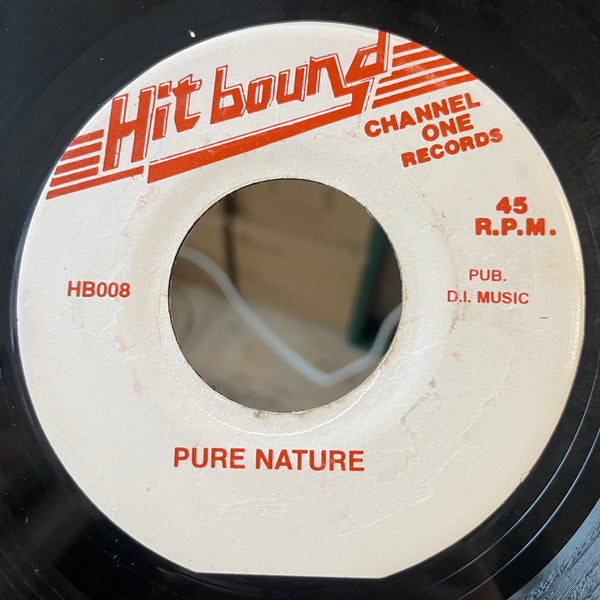 Hit bound
CHANNEL
ONE
RECORDS
45
R.P.M.
HB008
PUB.
D.I. MUSIC
PURE NATURE